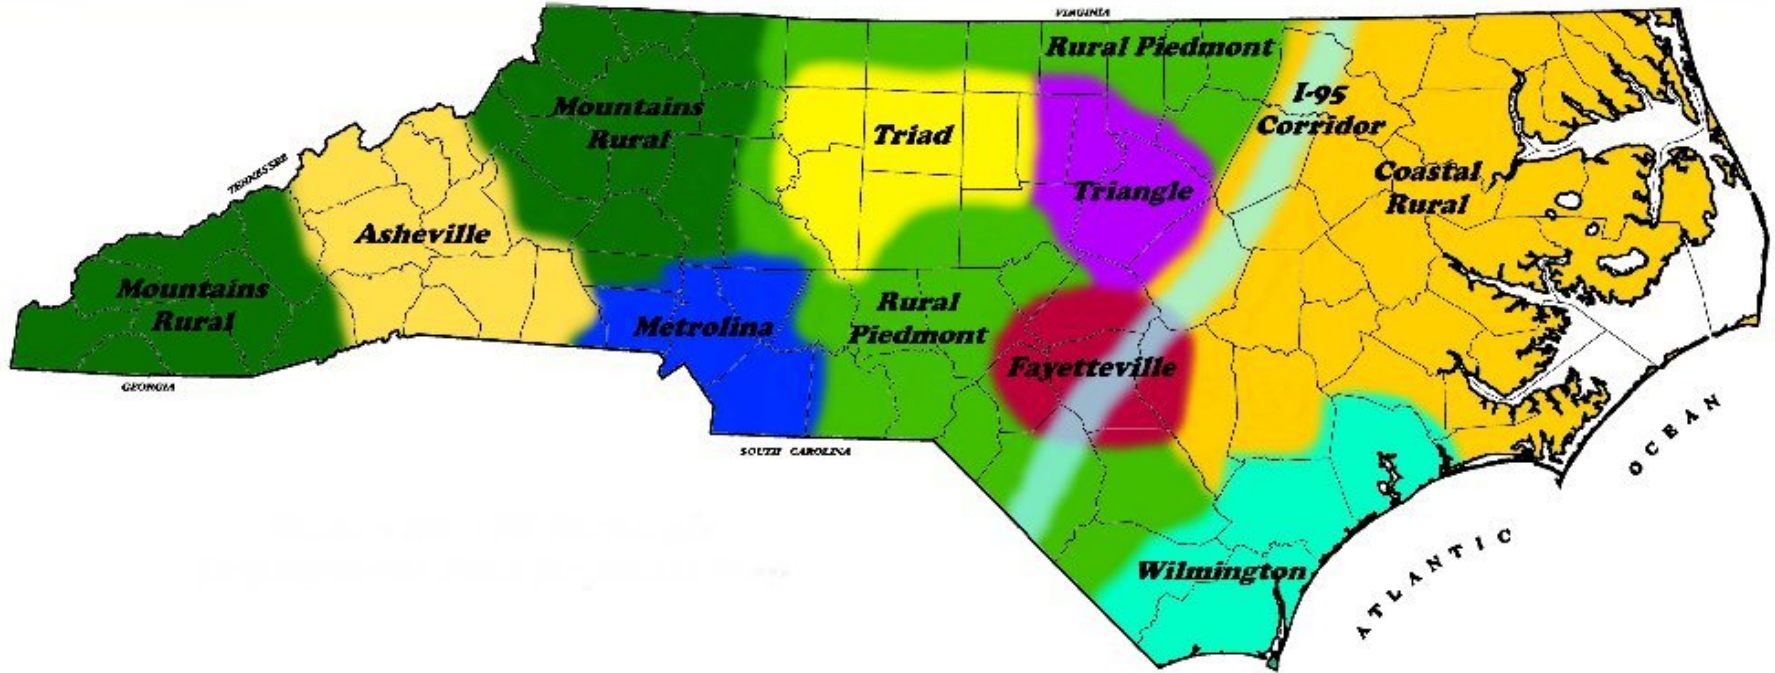 VIRGINIA
Rural Piedmont
I-95
Corridor
Mountains
Rural
Triad
TENNESSEE
Coastal
Rural
Triangle
Asheville
Mountains
Rural
Rural
Piedmont
Metrolina
Fayetteville
GEORGIA
SOUTH CAROLINA
ATLANTIC OCEAN
Wilmington